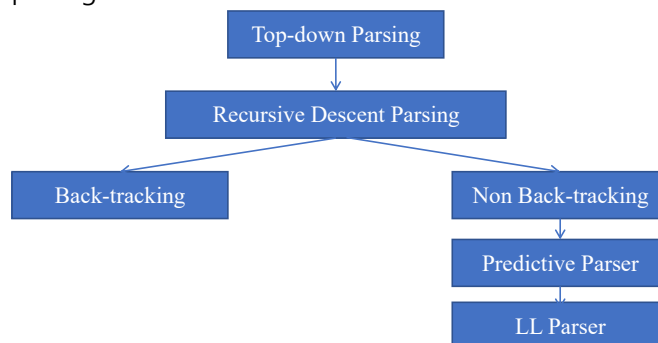 Top-down Parsing
Recursive Descent Parsing
Back-tracking
Non Back-tracking
Predictive Parser
LL Parser